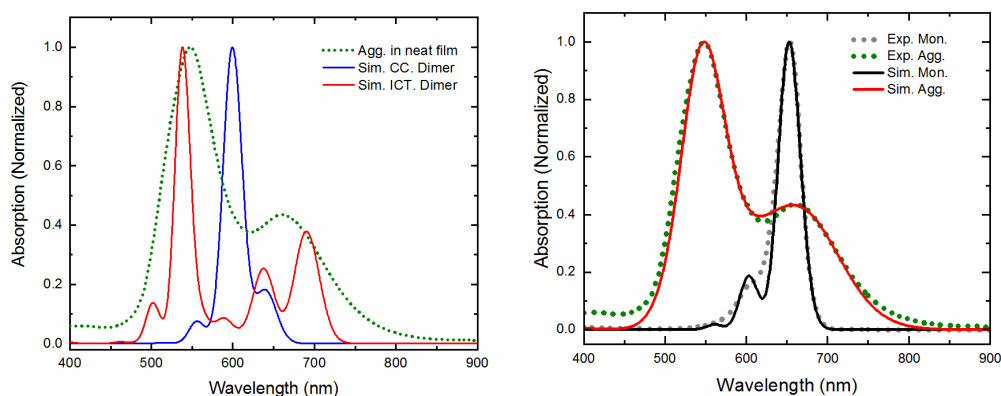 Agg. in neat film
Sim. CC. Dimer
Sim. ICT. Dimer
Absorption (Normalized)
1.0
0.8
0.6
0.4
0.2
0.0
400 500 600 700 800 900
Wavelength (nm)
Exp. Mon.
Exp. Agg.
Sim. Mon.
Sim. Agg.
Absorption (Normalized)
1.0
0.8
0.6
0.4
0.2
0.0
400 500 600 700 800 900
Wavelength (nm)